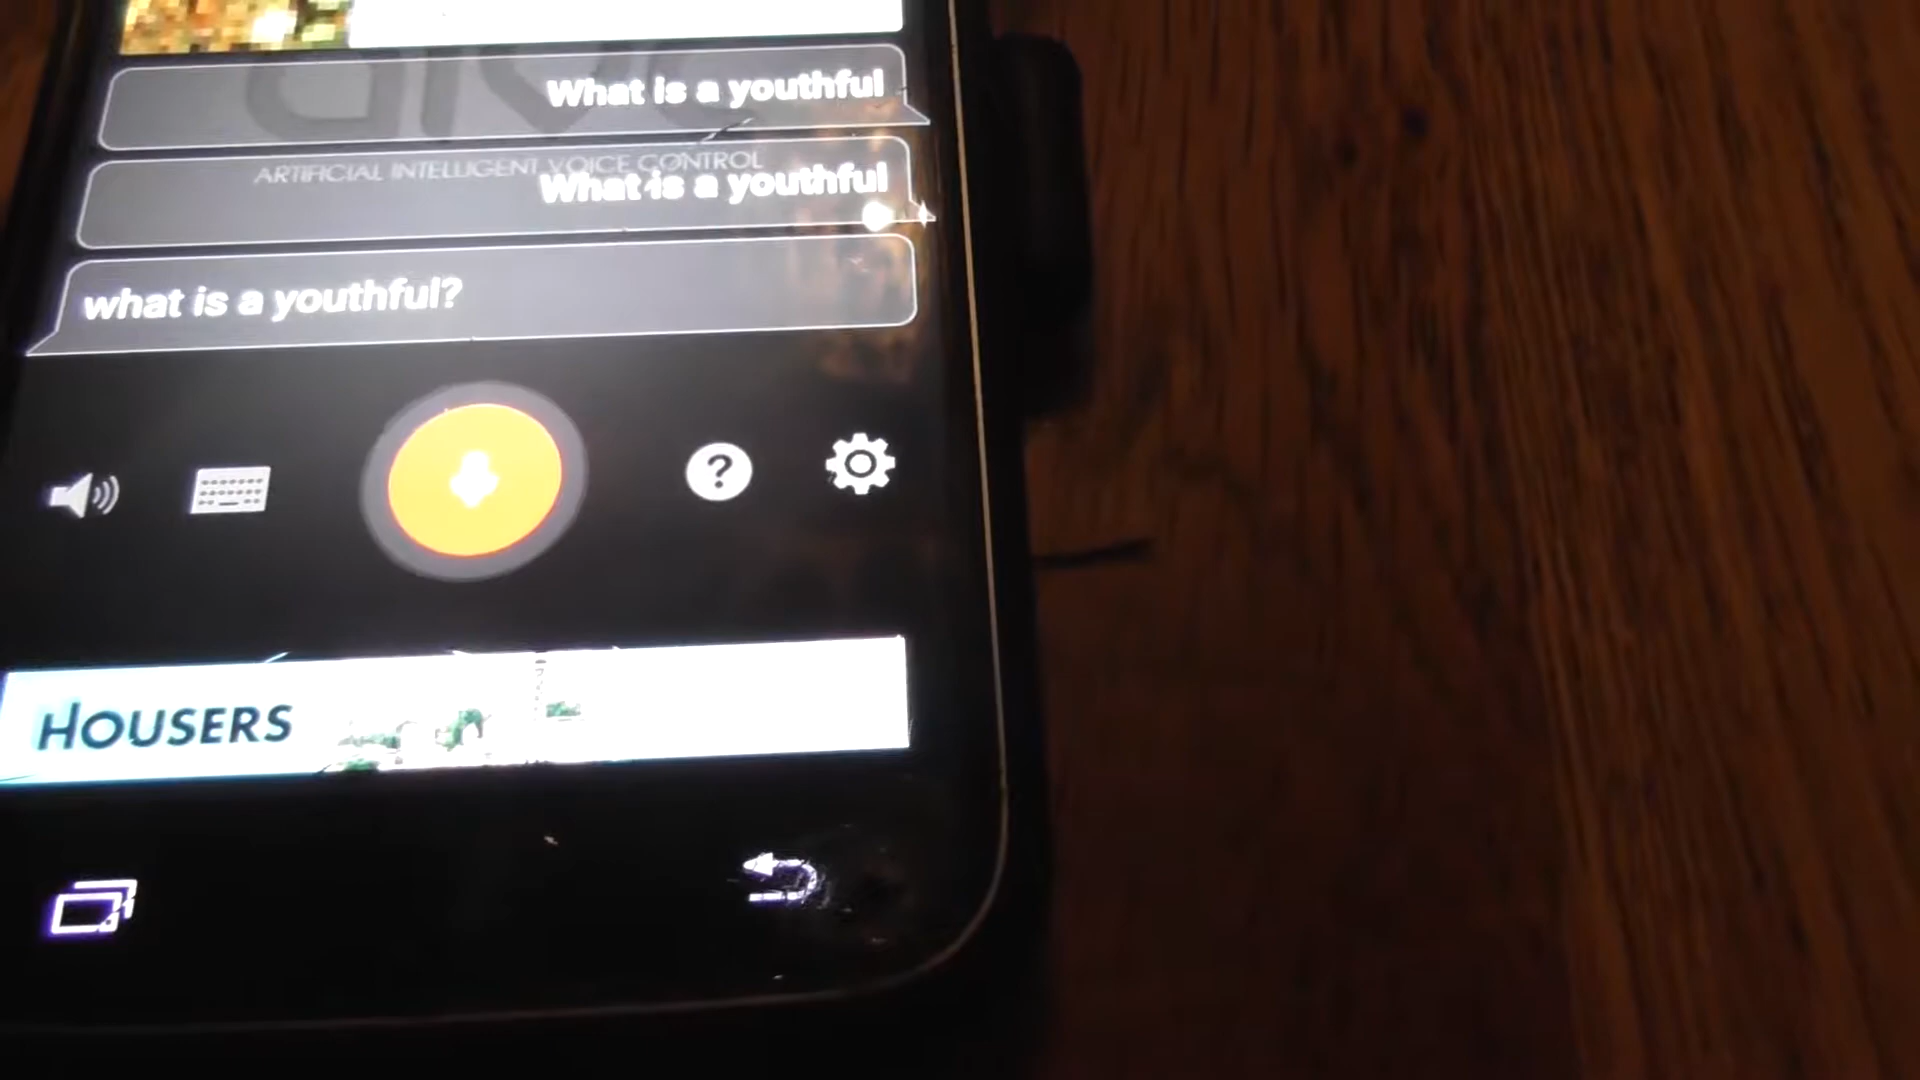 What is a youthful
ARTIFICIAL INTELLIGENT VOICE CONTROL
What is a youthful
what is a youthful?
HOUSERS